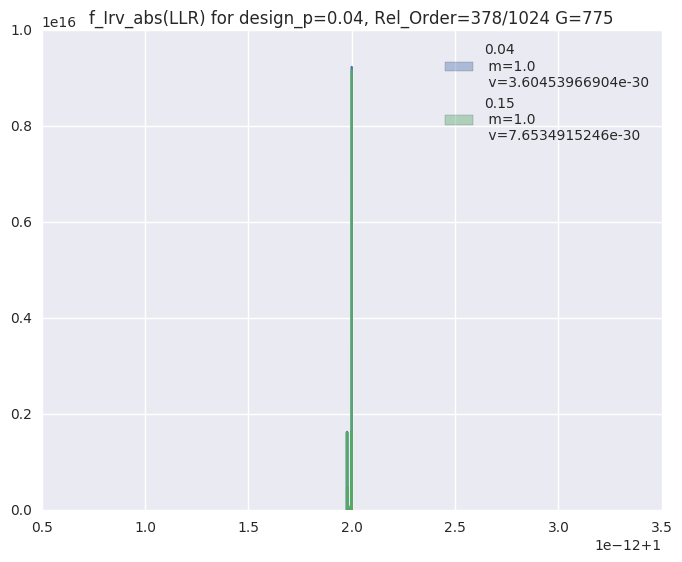 f_Irv_abs(LLR) for design_p=0.04, Rel_Order=378/1024 G=775
1e16
1.0
0.8
0.6
0.4
0.2
0.0
0.5
1.0
1.5
2.0
2.5
3.0
3.5
1e−12+1
0.04
m=1.0
v=3.60453966904e-30
0.15
m=1.0
v=7.6534915246e-30